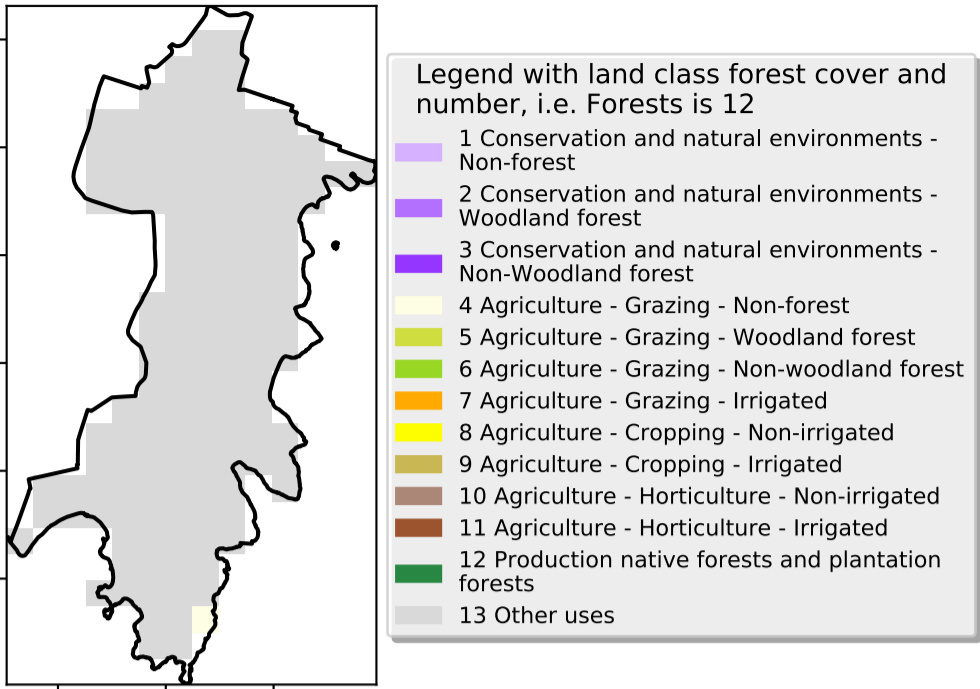 Legend with land class forest cover and
number, i.e. Forests is 12
1 Conservation and natural environments -
Non-forest
2 Conservation and natural environments -
Woodland forest
3 Conservation and natural environments -
Non-Woodland forest
4 Agriculture - Grazing - Non-forest
5 Agriculture - Grazing - Woodland forest
6 Agriculture - Grazing - Non-woodland forest
7 Agriculture - Grazing - Irrigated
8 Agriculture - Cropping - Non-irrigated
9 Agriculture - Cropping - Irrigated
10 Agriculture - Horticulture - Non-irrigated
11 Agriculture - Horticulture - Irrigated
12 Production native forests and plantation
forests
13 Other uses